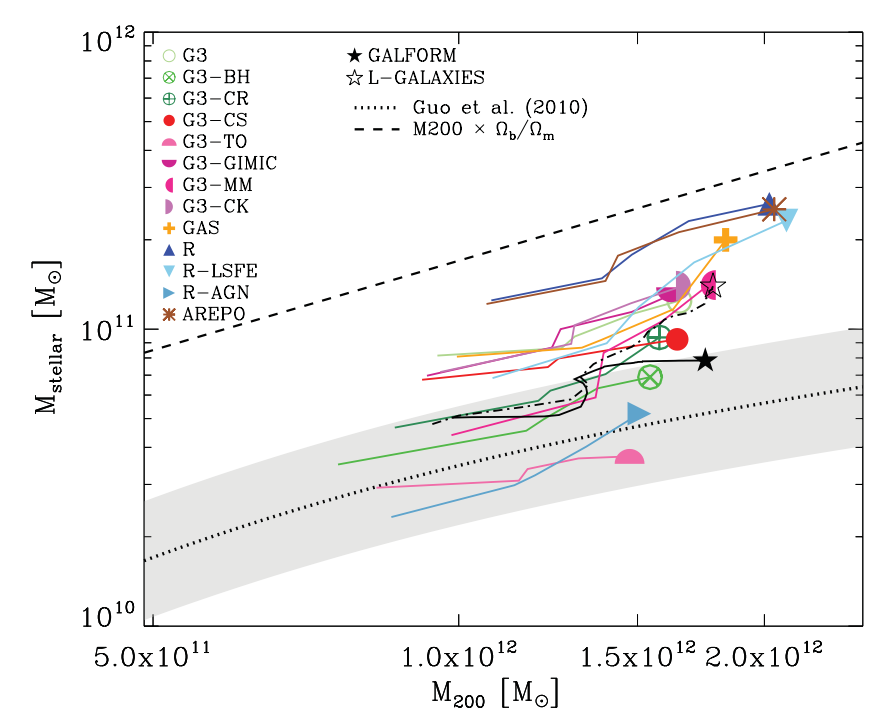 10¹²
G3
G3-BH
G3-CR
G3-CS
G3-TO
G3-GIMIC
G3-MM
G3-CK
GAS
R
R-LSFE
R-AGN
AREPO
GALFORM
L-GALAXIES
Guo et al. (2010)
M200 × Ω_b/Ω_m
M_stellar [M_⊙]
10¹¹
10¹⁰
5.0x10¹¹ 1.0x10¹² 1.5x10¹² 2.0x10¹²
M_200 [M_⊙]